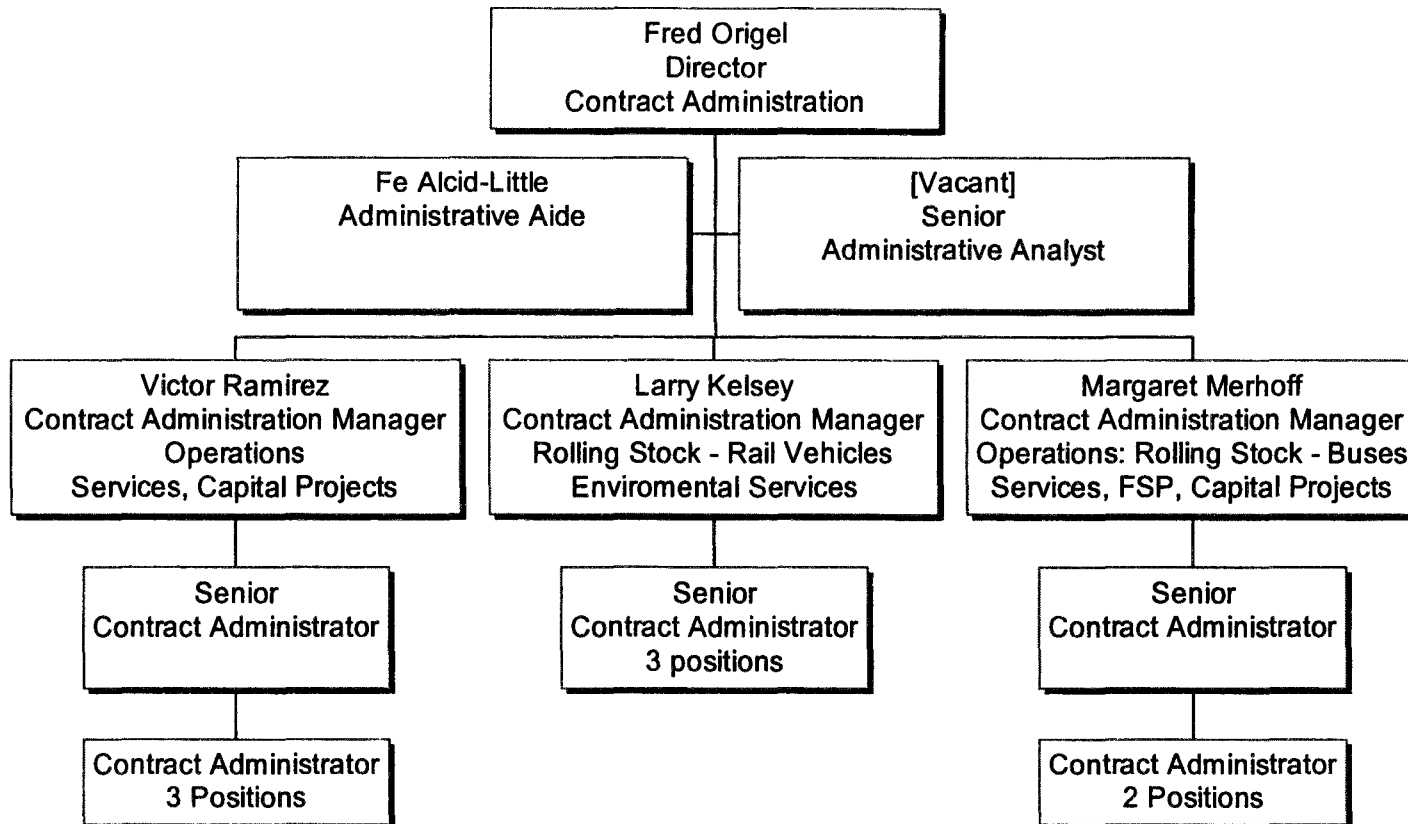 Fred Origel
Director
Contract Administration
Fe Alcid-Little
Administrative Aide
[Vacant]
Senior
Administrative Analyst
Victor Ramirez
Contract Administration Manager
Operations
Services, Capital Projects
Larry Kelsey
Contract Administration Manager
Rolling Stock - Rail Vehicles
Enviromental Services
Margaret Merhoff
Contract Administration Manager
Operations: Rolling Stock - Buses
Services, FSP, Capital Projects
Senior
Contract Administrator
Senior
Contract Administrator
3 positions
Senior
Contract Administrator
Contract Administrator
3 Positions
Contract Administrator
2 Positions